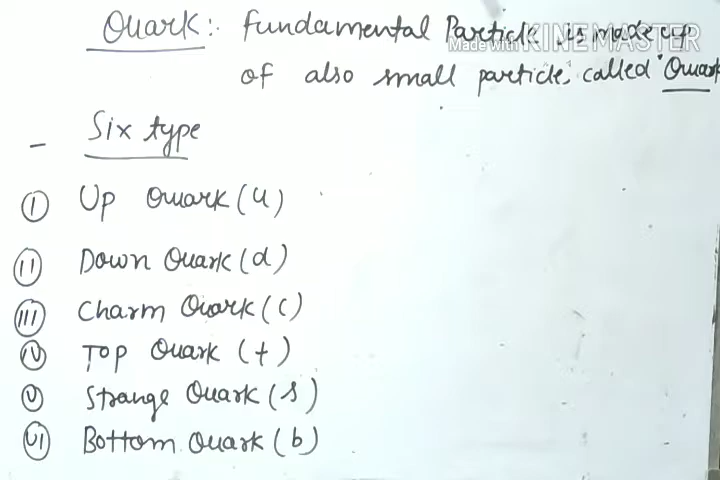 Quark:- Fundamental Particle is made up
of also small particle, called "Quark
Made with KINEMASTER
- Six type
(I) Up Quark (u)
(II) Down Quark (d)
(III) Charm Quark (c)
(IV) Top Quark (t)
(V) Strange Quark (s)
(VI) Bottom Quark (b)